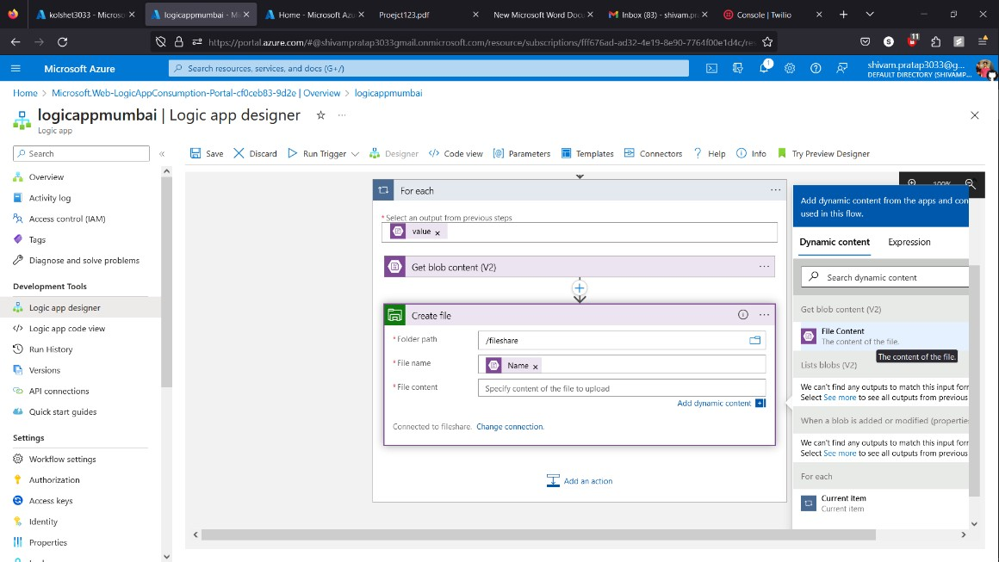 kolshet3033 - Microso
logicappmumbai - Mi
Home - Microsoft Azu
Proejct123.pdf
New Microsoft Word Docu
Inbox (83) - shivam.pr
Console | Twilio
https://portal.azure.com/#@shivampratap3033gmail.onmicrosoft.com/resource/subscriptions/fff676ad-ad32-4e19-8e90-7764f00e1d4c/res
11
Microsoft Azure
Search resources, services, and docs (G+/)
1
shivam.pratap3033@g...
DEFAULT DIRECTORY (SHIVAMP...
Home > Microsoft.Web-LogicAppConsumption-Portal-cf0ceb83-9d2e | Overview > logicappmumbai
logicappmumbai | Logic app designer
Logic app
Search
Save
Discard
Run Trigger
Designer
Code view
Parameters
Templates
Connectors
Help
Info
Try Preview Designer
Overview
Activity log
Access control (IAM)
Tags
Diagnose and solve problems
Development Tools
Logic app designer
Logic app code view
Run History
Versions
API connections
Quick start guides
Settings
Workflow settings
Authorization
Access keys
Identity
Properties
For each
* Select an output from previous steps
value
Get blob content (V2)
Create file
* Folder path
/fileshare
* File name
Name
* File content
Specify content of the file to upload
Add dynamic content
Connected to fileshare. Change connection.
Add an action
100%
Add dynamic content from the apps and con
used in this flow.
Dynamic content
Expression
Search dynamic content
Get blob content (V2)
File Content
The content of the file.
The content of the file.
Lists blobs (V2)
We can't find any outputs to match this input form
Select See more to see all outputs from previous
When a blob is added or modified (propertie
We can't find any outputs to match this input form
Select See more to see all outputs from previous
For each
Current item
Current item